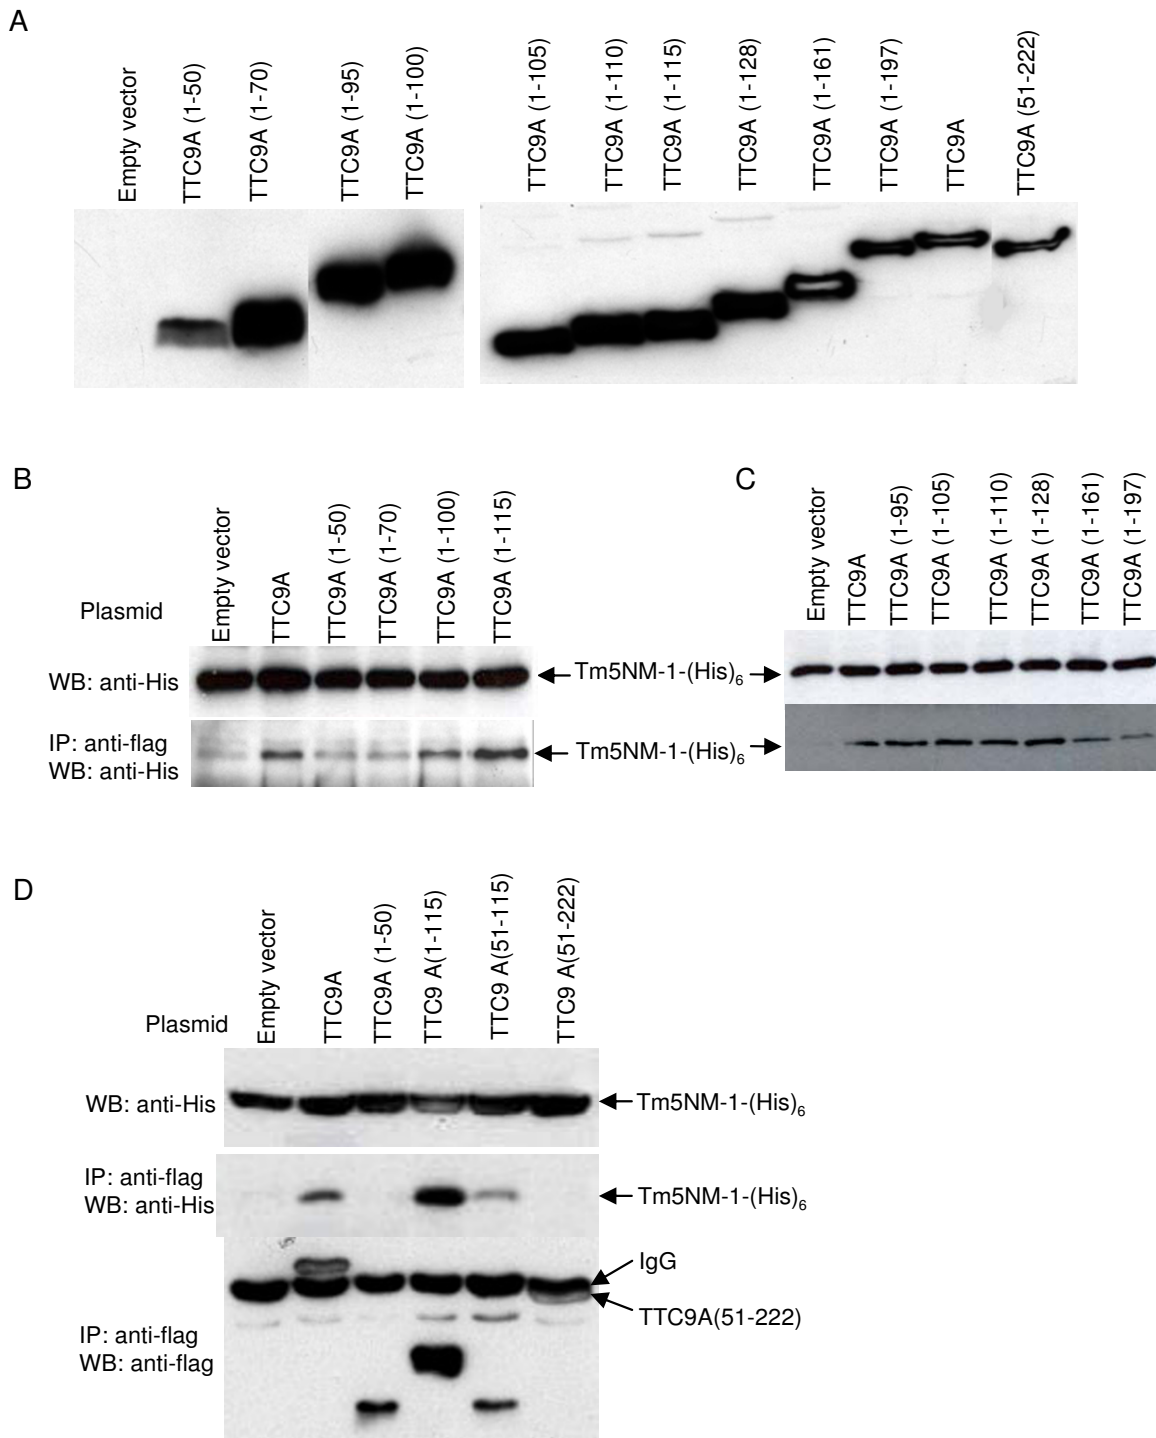 A
Empty vector
TTC9A (1-50)
TTC9A (1-70)
TTC9A (1-95)
TTC9A (1-100)
TTC9A (1-105)
TTC9A (1-110)
TTC9A (1-115)
TTC9A (1-128)
TTC9A (1-161)
TTC9A (1-197)
TTC9A
TTC9A (51-222)
B
Plasmid
Empty vector
TTC9A
TTC9A (1-50)
TTC9A (1-70)
TTC9A (1-100)
TTC9A (1-115)
WB: anti-His
Tm5NM-1-(His)₆
IP: anti-flag
WB: anti-His
Tm5NM-1-(His)₆
C
Empty vector
TTC9A
TTC9A (1-95)
TTC9A (1-105)
TTC9A (1-110)
TTC9A (1-128)
TTC9A (1-161)
TTC9A (1-197)
D
Plasmid
Empty vector
TTC9A
TTC9A (1-50)
TTC9 A(1-115)
TTC9 A(51-115)
TTC9 A(51-222)
WB: anti-His
Tm5NM-1-(His)₆
IP: anti-flag
WB: anti-His
Tm5NM-1-(His)₆
IgG
TTC9A(51-222)
IP: anti-flag
WB: anti-flag